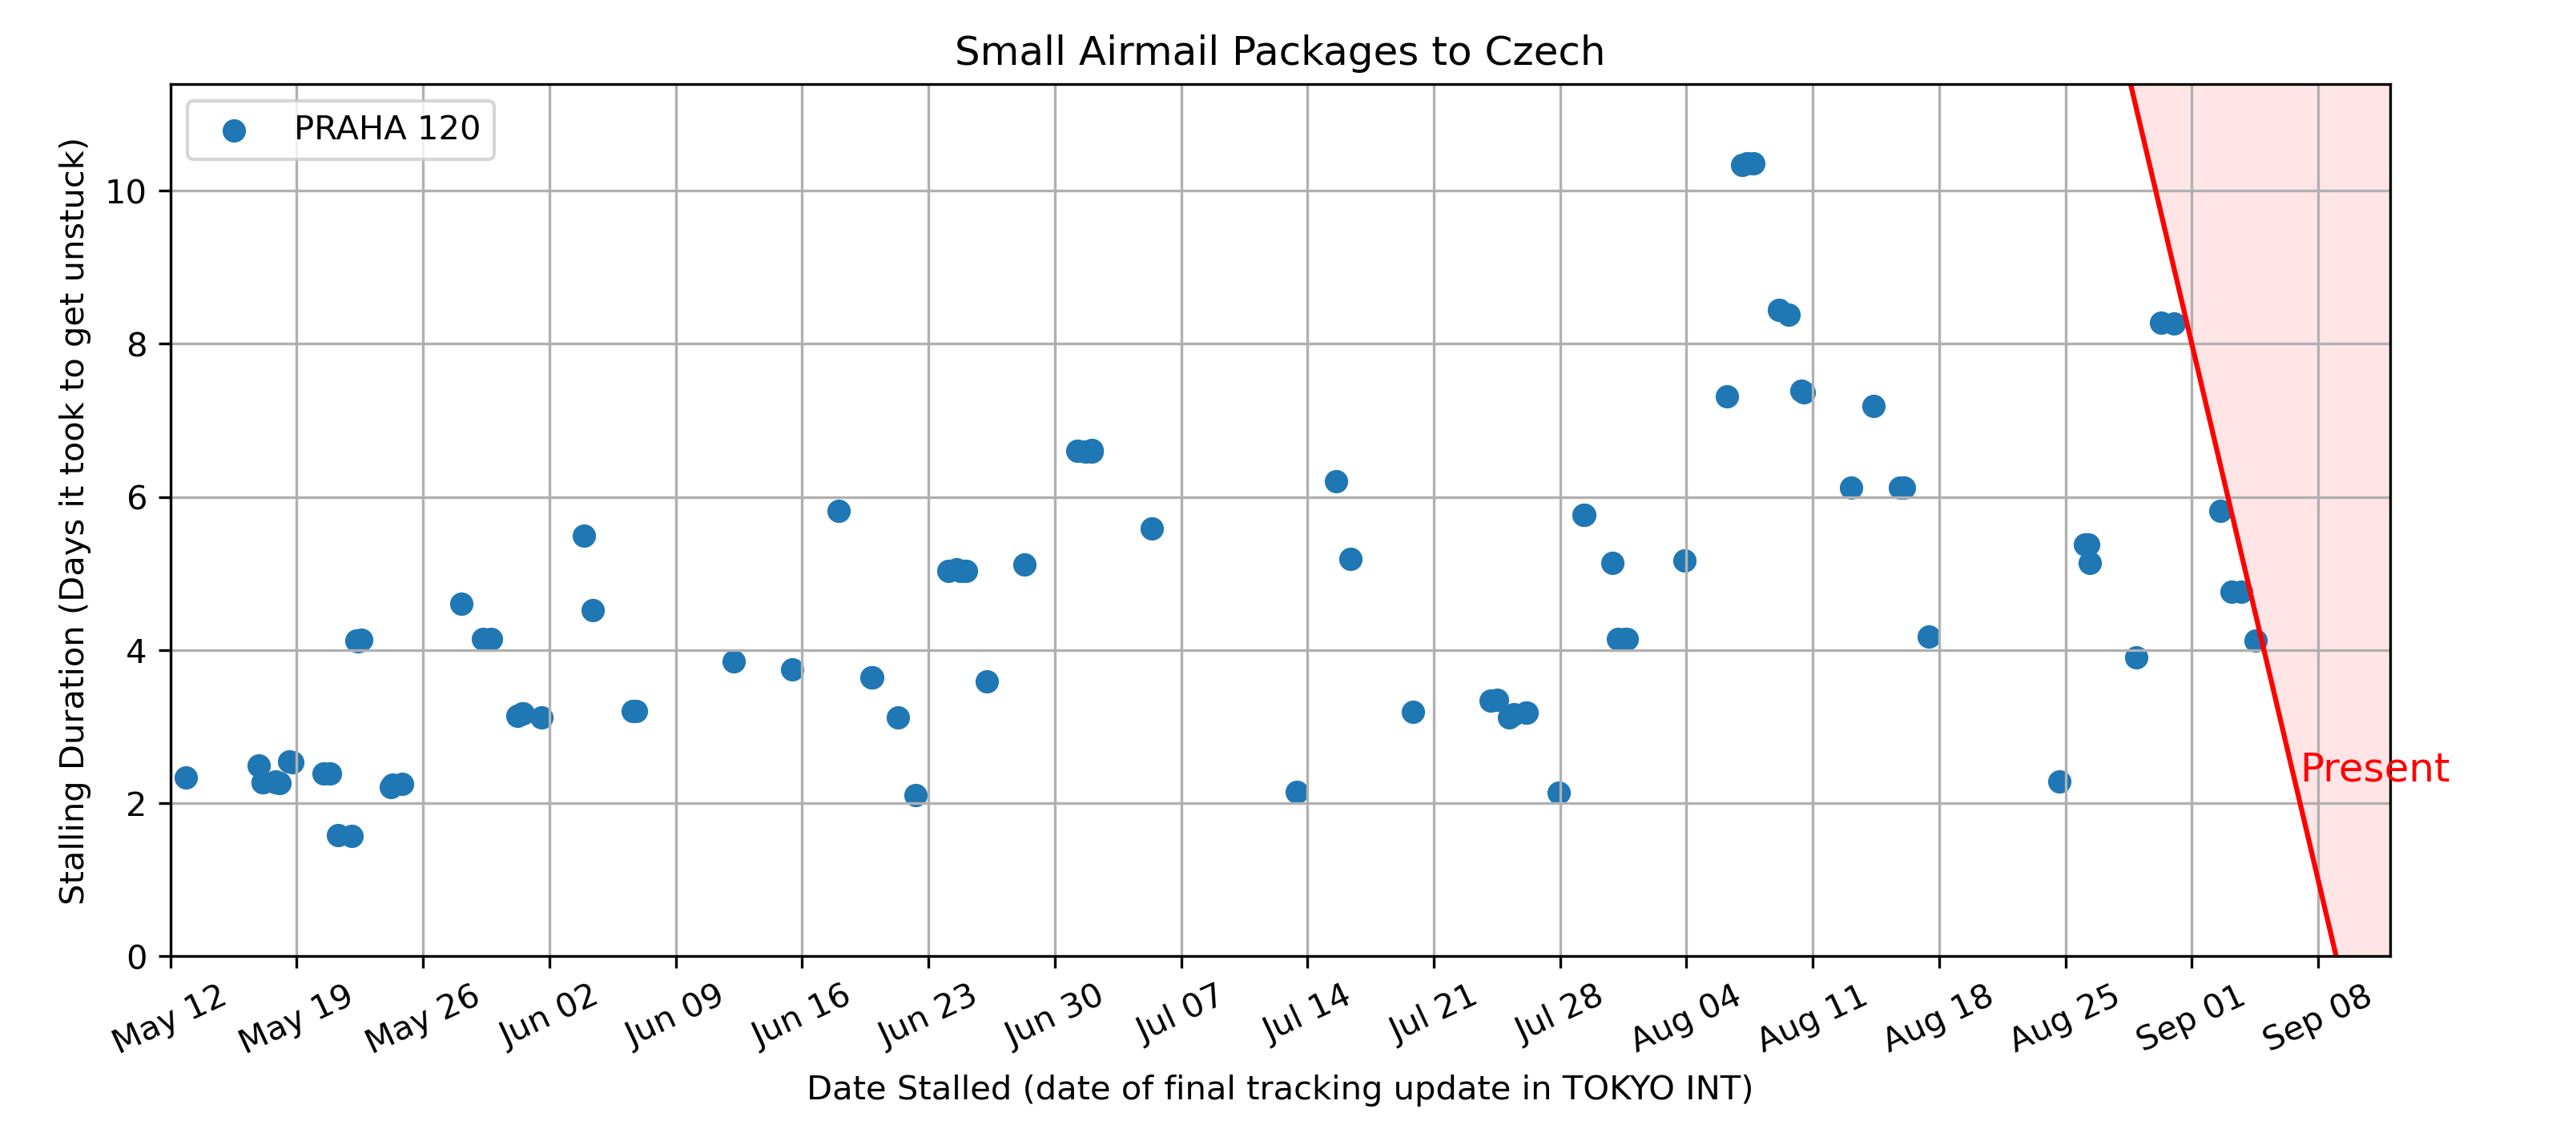 Small Airmail Packages to Czech
PRAHA 120
Stalling Duration (Days it took to get unstuck)
10
8
6
4
2
0
Present
May 12
May 19
May 26
Jun 02
Jun 09
Jun 16
Jun 23
Jun 30
Jul 07
Jul 14
Jul 21
Jul 28
Aug 04
Aug 11
Aug 18
Aug 25
Sep 01
Sep 08
Date Stalled (date of final tracking update in TOKYO INT)